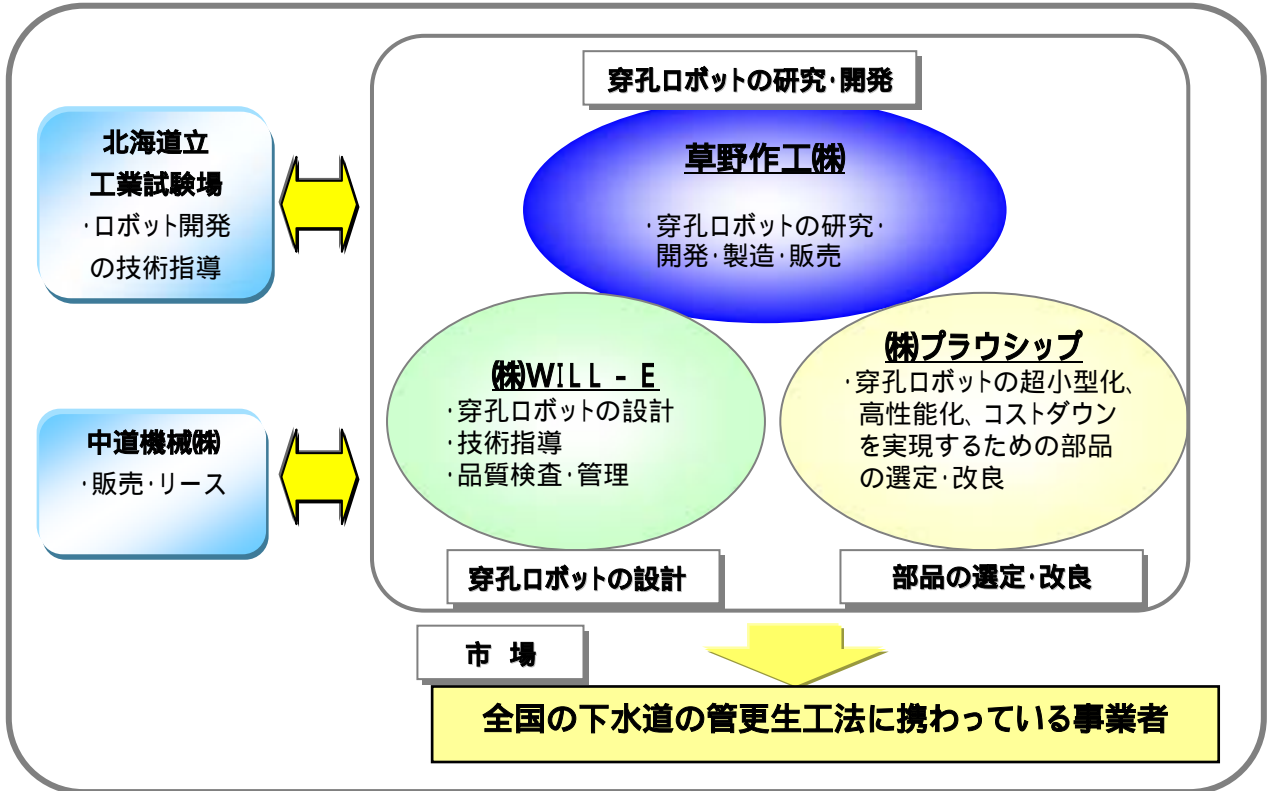 穿孔ロボットの研究・開発
草野作工㈱
・穿孔ロボットの研究・
開発・製造・販売
北海道立
工業試験場
・ロボット開発
の技術指導
㈱WILL - E
・穿孔ロボットの設計
・技術指導
・品質検査・管理
㈱プラウシップ
・穿孔ロボットの超小型化、
高性能化、コストダウン
を実現するための部品
の選定・改良
中道機械㈱
・販売・リース
穿孔ロボットの設計
部品の選定・改良
市 場
全国の下水道の管更生工法に携わっている事業者